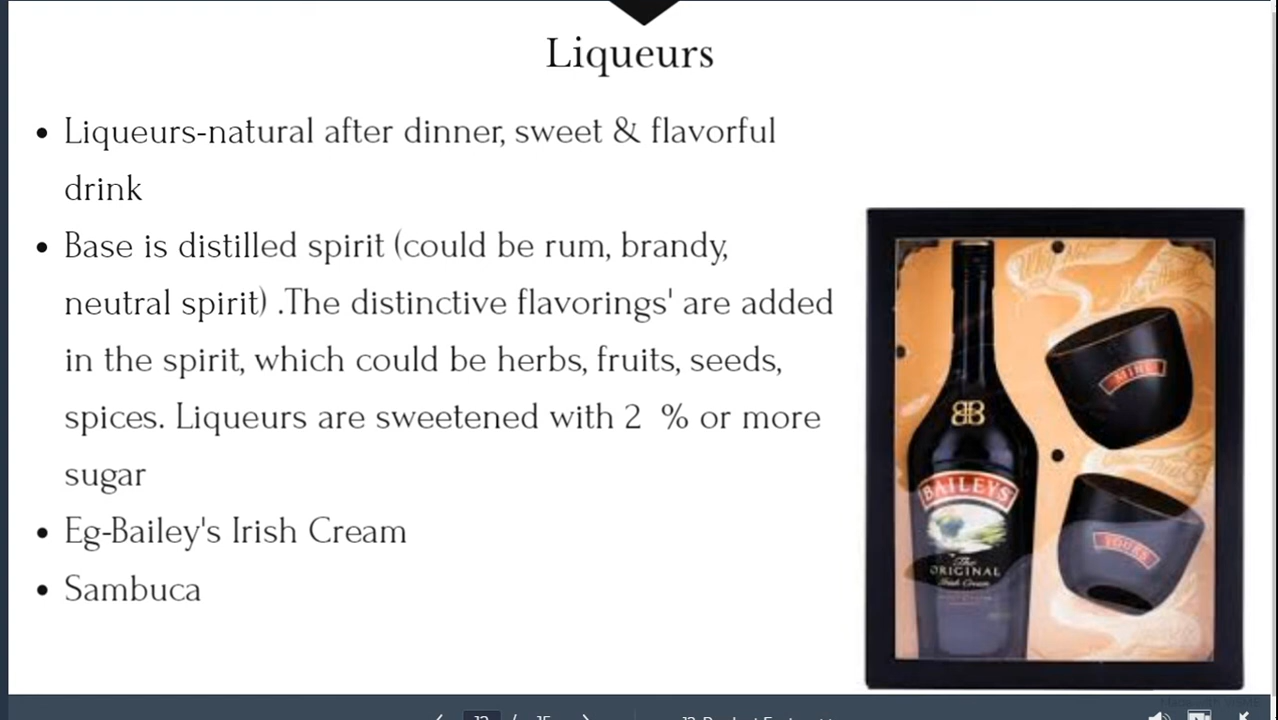 Liqueurs
Liqueurs-natural after dinner, sweet & flavorful
drink
Base is distilled spirit (could be rum, brandy,
neutral spirit) .The distinctive flavorings' are added
in the spirit, which could be herbs, fruits, seeds,
spices. Liqueurs are sweetened with 2 % or more
sugar
Eg-Bailey's Irish Cream
Sambuca
MINE
BAILEYS
The
ORIGINAL
Irish Cream
YOURS